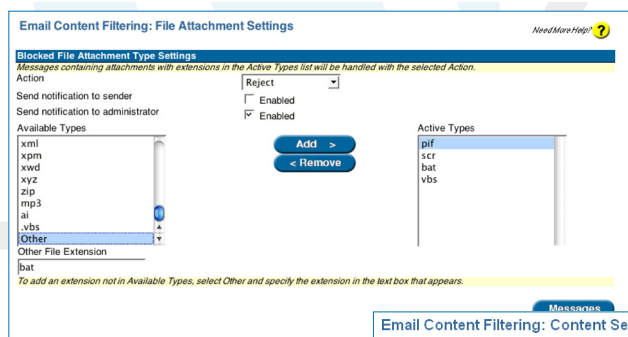 Email Content Filtering: File Attachment Settings
Need More Help? ?
Blocked File Attachment Type Settings
Messages containing attachments with extensions in the Active Types list will be handled with the selected Action.
Action Reject
Send notification to sender Enabled
Send notification to administrator Enabled
Available Types Active Types
xml
xpm
xwd
xyz
zip
mp3
ai
.vbs
Other
Add >
< Remove
pif
scr
bat
vbs
Other File Extension
bat
To add an extension not in Available Types, select Other and specify the extension in the text box that appears.
Messages
Email Content Filtering: Content Se